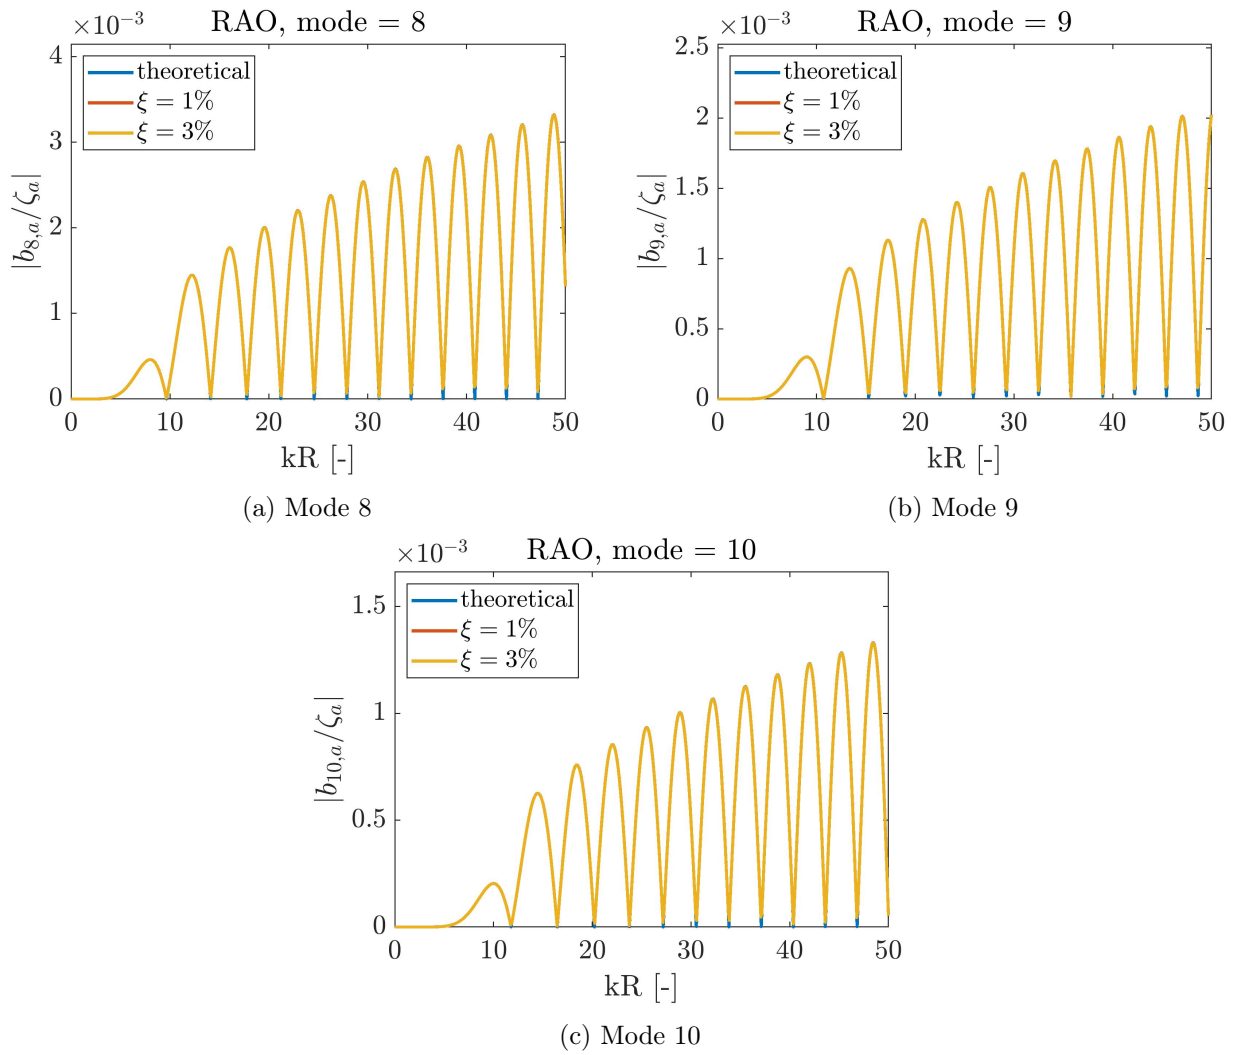 ×10⁻³ RAO, mode = 8
4
3
2
1
0
theoretical
ξ = 1%
ξ = 3%
|b₈,ₐ/ζₐ|
0 10 20 30 40 50
kR [-]
(a) Mode 8
×10⁻³ RAO, mode = 9
2.5
2
1.5
1
0.5
0
theoretical
ξ = 1%
ξ = 3%
|b₉,ₐ/ζₐ|
0 10 20 30 40 50
kR [-]
(b) Mode 9
×10⁻³ RAO, mode = 10
1.5
1
0.5
0
theoretical
ξ = 1%
ξ = 3%
|b₁₀,ₐ/ζₐ|
0 10 20 30 40 50
kR [-]
(c) Mode 10